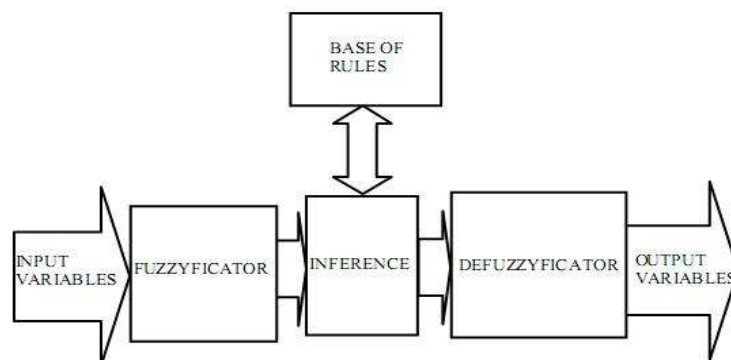 BASE OF
RULES
INPUT
VARIABLES
FUZZYFICATOR
INFERENCE
DEFUZZYFICATOR
OUTPUT
VARIABLES